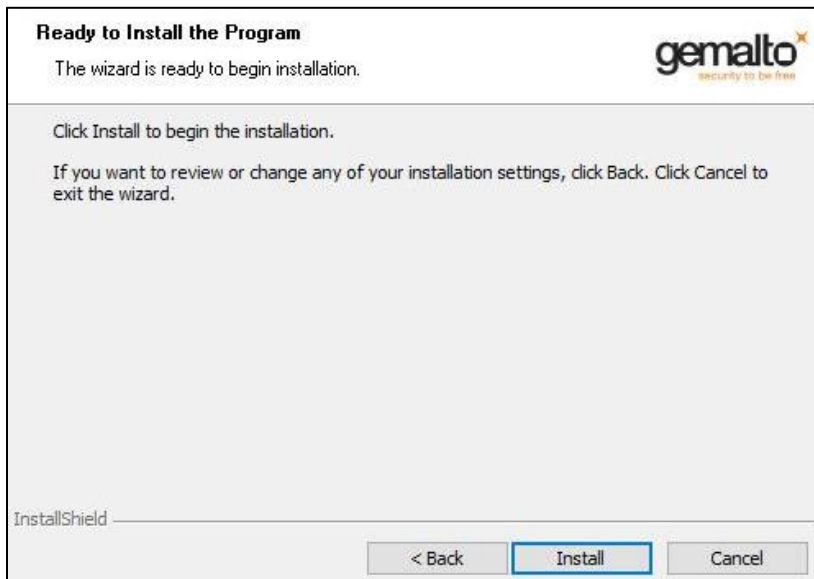 Ready to Install the Program
The wizard is ready to begin installation.
gemalto
security to be free
Click Install to begin the installation.
If you want to review or change any of your installation settings, click Back. Click Cancel to
exit the wizard.
InstallShield
< Back
Install
Cancel